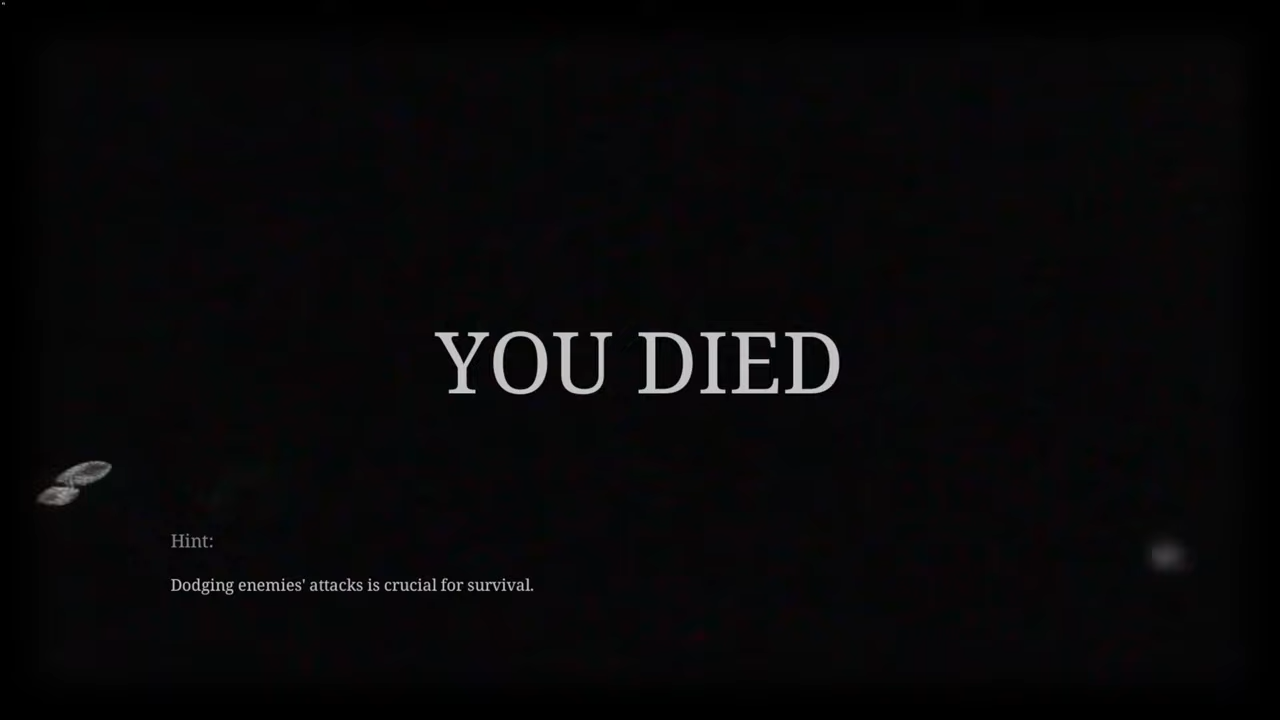 YOU DIED
Hint:
Dodging enemies' attacks is crucial for survival.